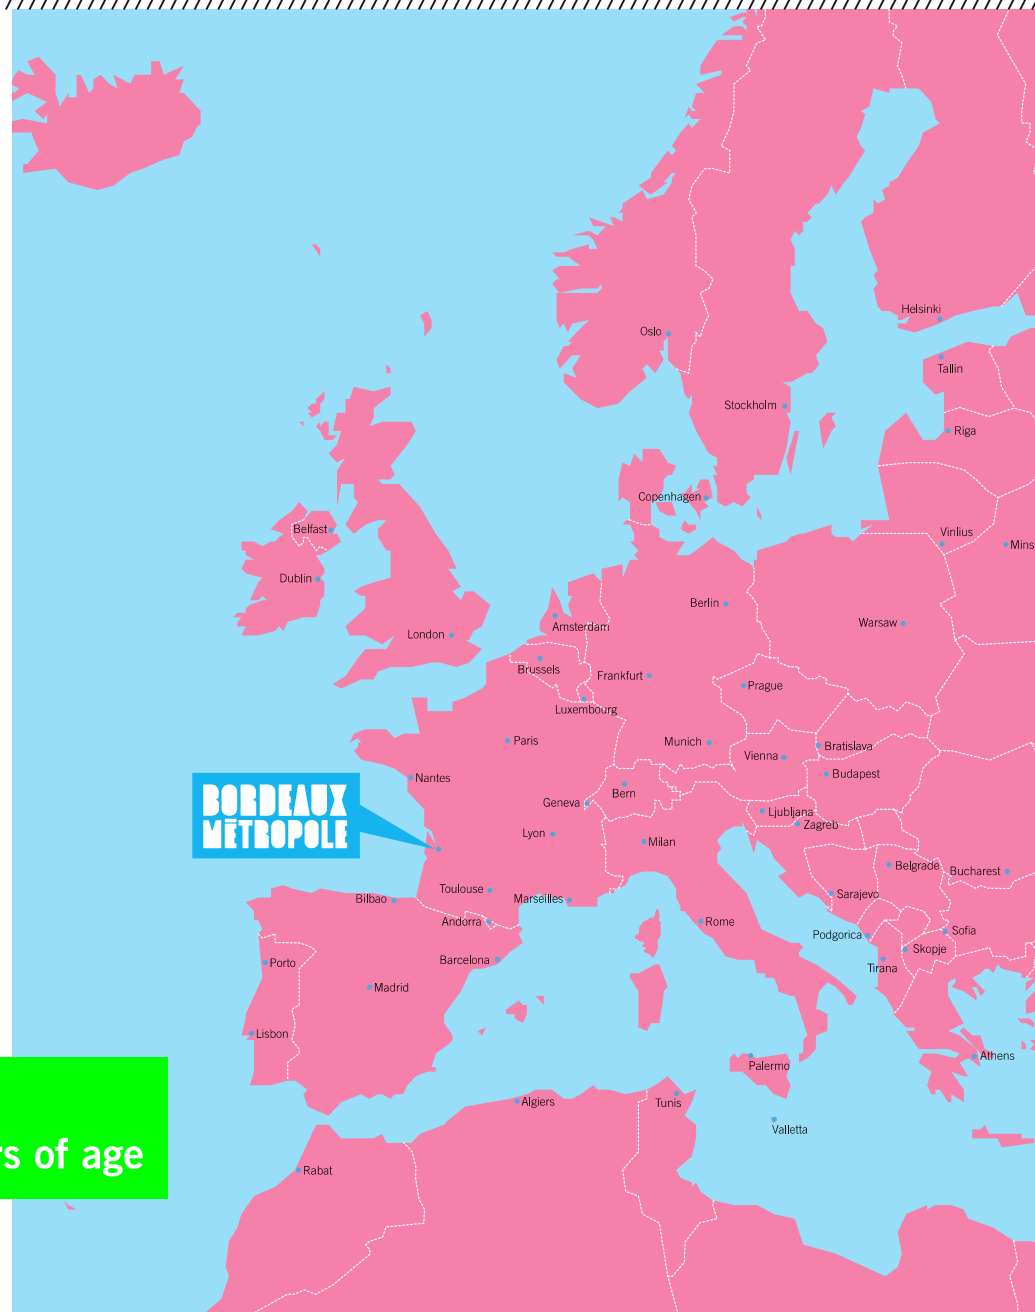 Helsinki
Oslo
Tallin
Stockholm
Riga
Copenhagen
Belfast
Vinlius
Mins
Dublin
Berlin
Amsterdam
Warsaw
London
Brussels
Frankfurt
Prague
Luxembourg
Paris
Munich
Bratislava
Vienna
Nantes
Budapest
BORDEAUX
MÉTROPOLE
Bern
Geneva
Ljubljana
Zagreb
Lyon
Milan
Belgrade
Bucharest
Toulouse
Sarajevo
Bilbao
Marseilles
Andorra
Rome
Podgorica
Sofia
Skopje
Barcelona
Porto
Tirana
Madrid
Lisbon
Athens
Palermo
Algiers
Tunis
Valletta
rs of age
Rabat